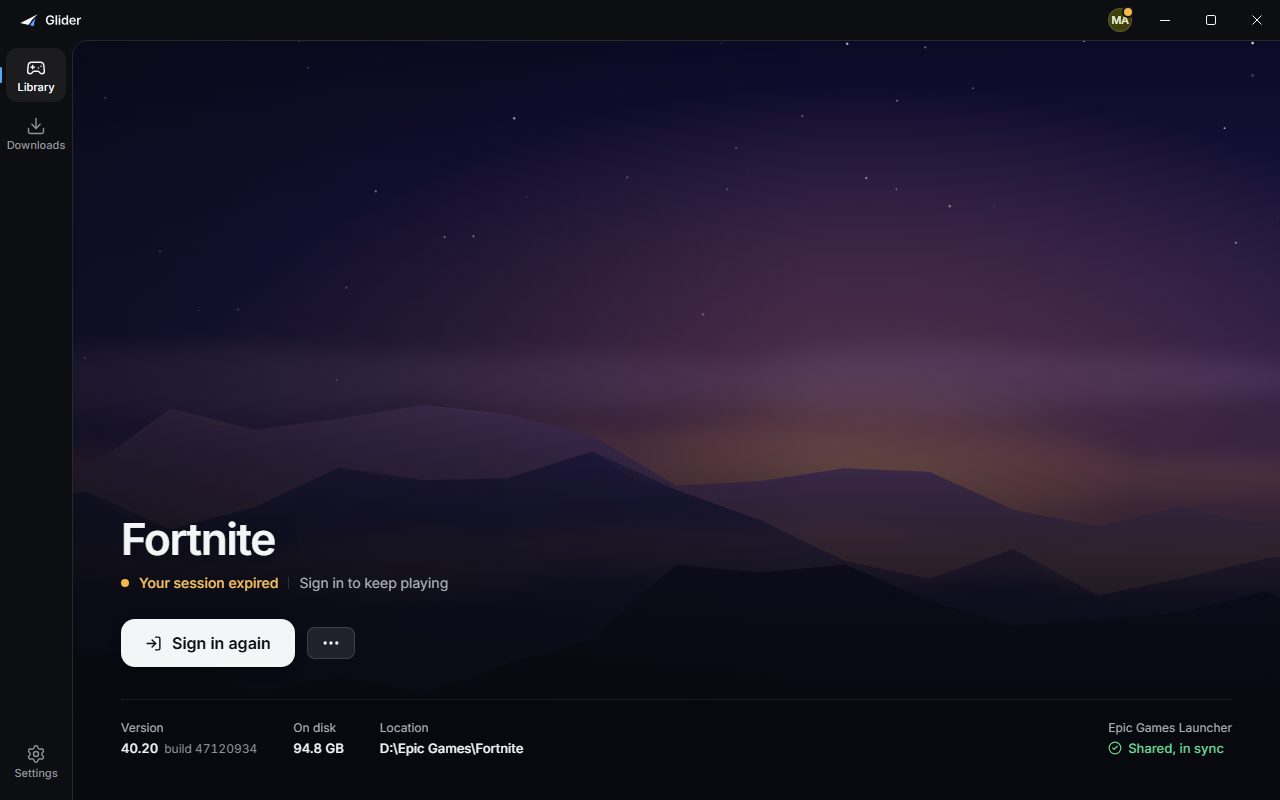 Glider
MA
Library
Downloads
Fortnite
Your session expired
Sign in to keep playing
Sign in again
Version
40.20 build 47120934
On disk
94.8 GB
Location
D:\Epic Games\Fortnite
Epic Games Launcher
Shared, in sync
Settings